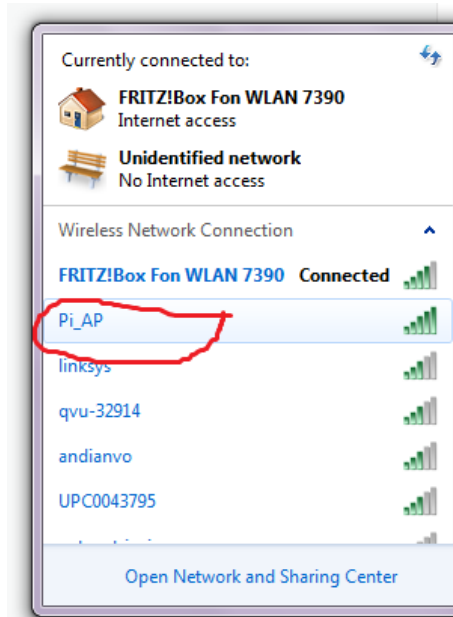 Currently connected to:
FRITZ!Box Fon WLAN 7390
Internet access
Unidentified network
No Internet access
Wireless Network Connection
FRITZ!Box Fon WLAN 7390 Connected
Pi_AP
linksys
qvu-32914
andianvo
UPC0043795
Open Network and Sharing Center